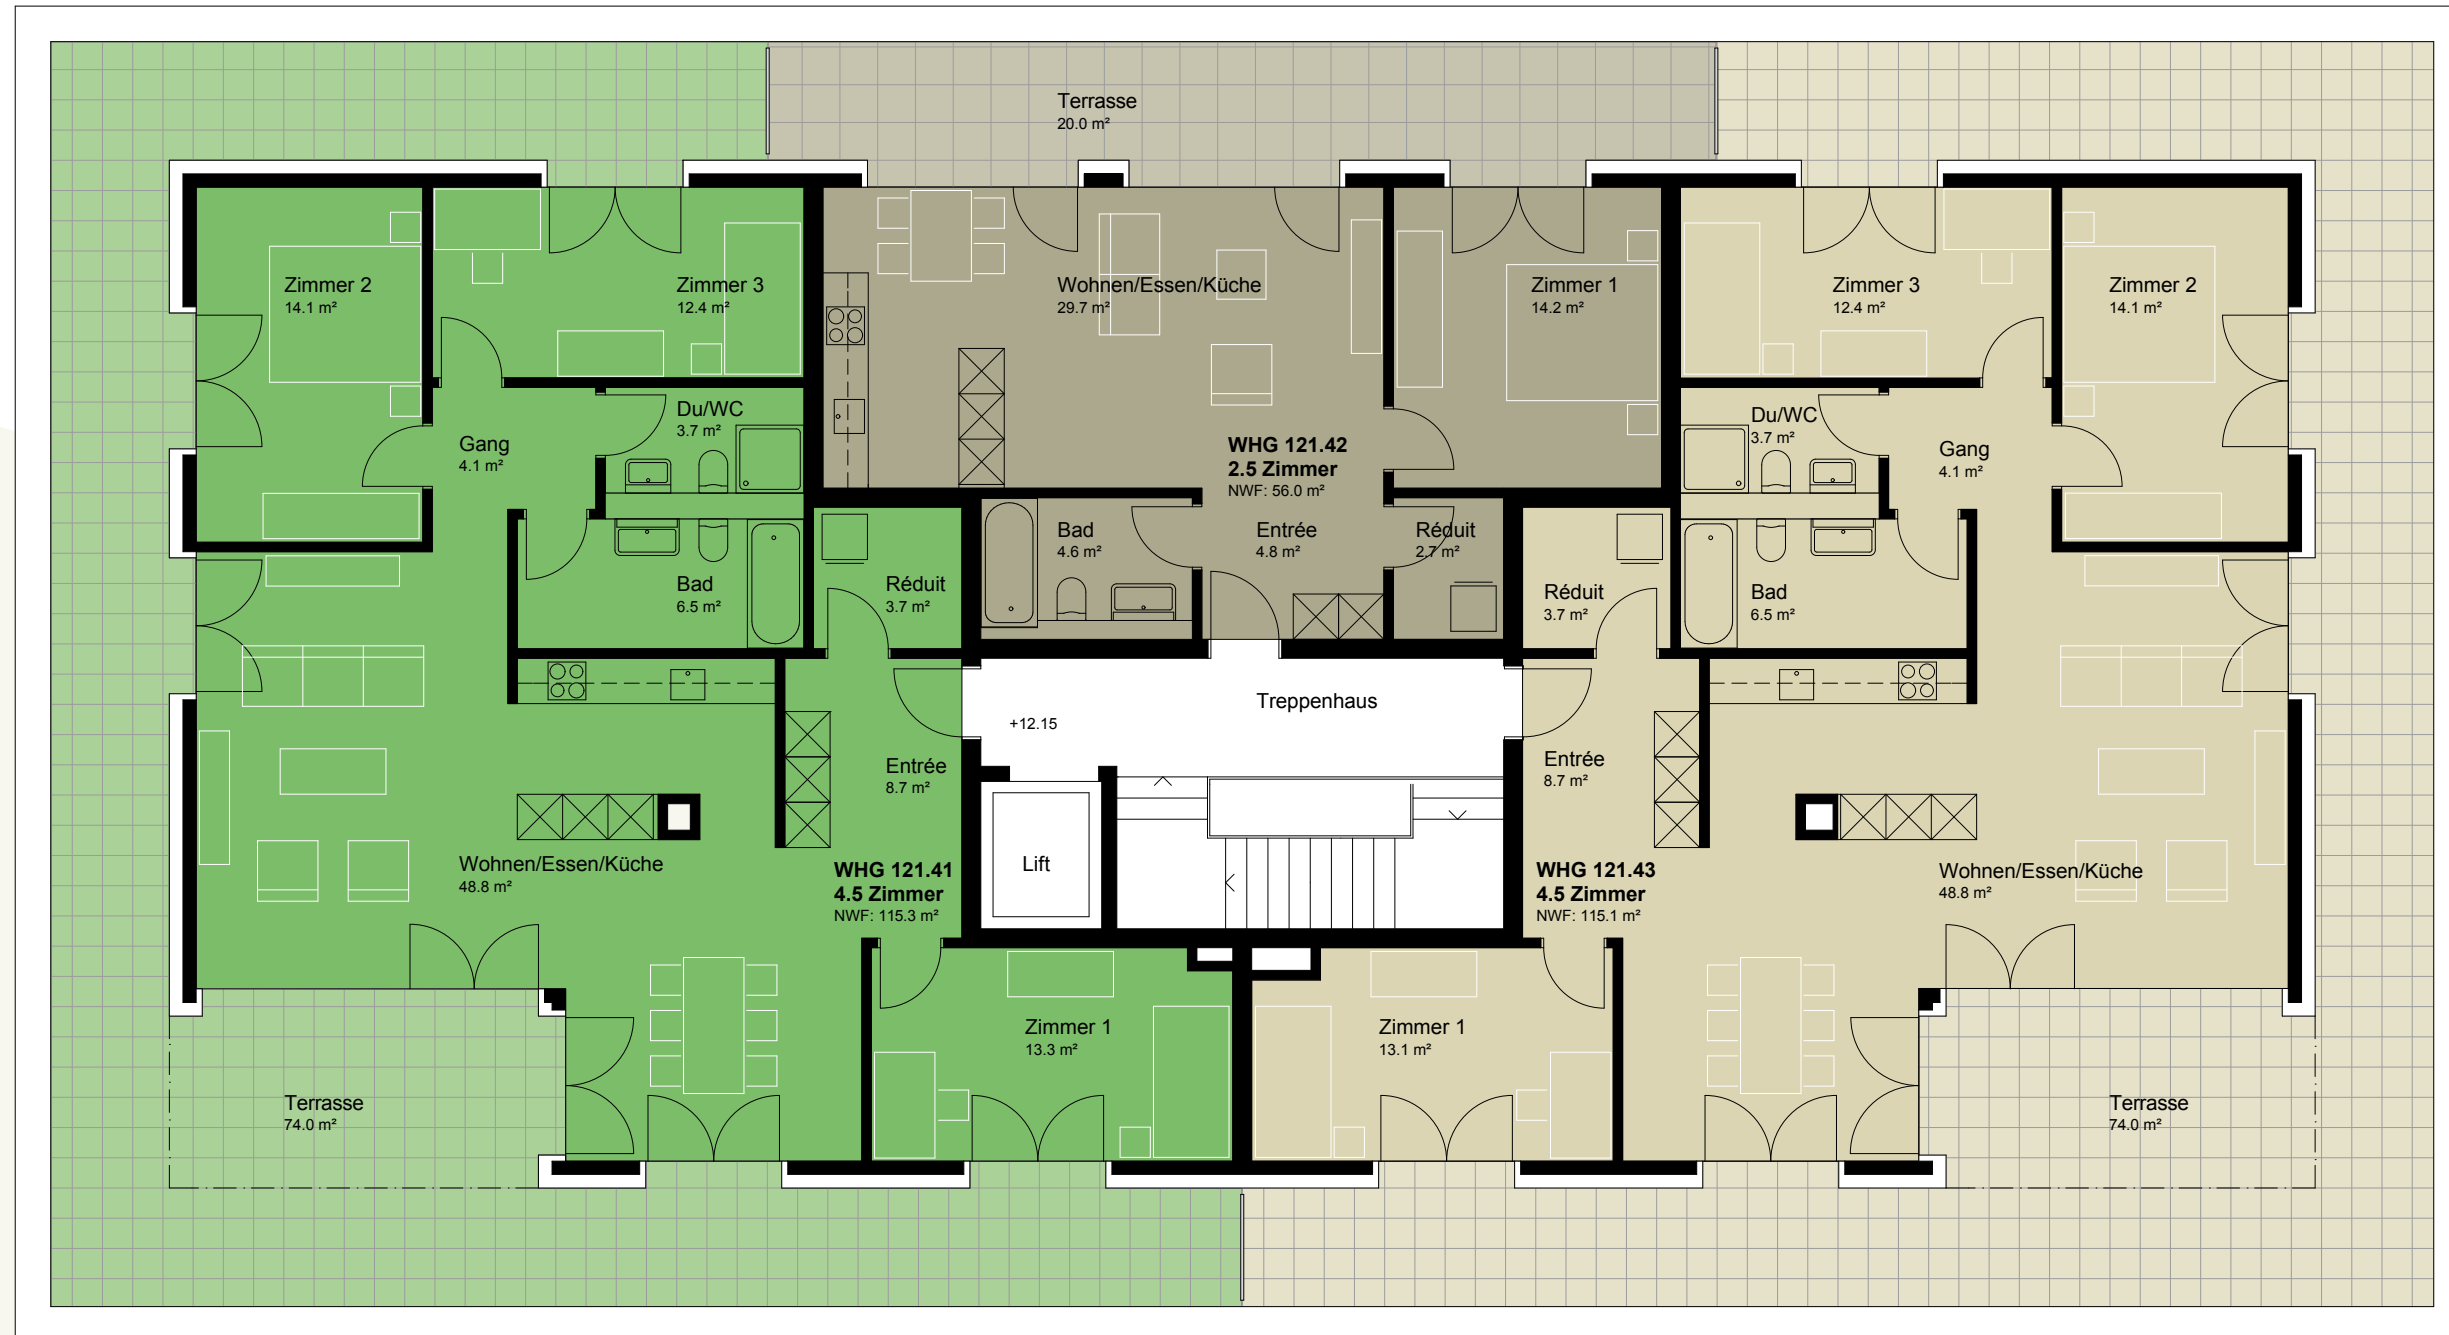 Terrasse
20.0 m²
Zimmer 2
14.1 m²
Zimmer 3
12.4 m²
Wohnen/Essen/Küche
29.7 m²
Zimmer 1
14.2 m²
Zimmer 3
12.4 m²
Zimmer 2
14.1 m²
Du/WC
3.7 m²
Gang
4.1 m²
WHG 121.42
2.5 Zimmer
NWF: 56.0 m²
Du/WC
3.7 m²
Gang
4.1 m²
Bad
4.6 m²
Entrée
4.8 m²
Réduit
2.7 m²
Bad
6.5 m²
Réduit
3.7 m²
Réduit
3.7 m²
Bad
6.5 m²
Treppenhaus
+12.15
Entrée
8.7 m²
Entrée
8.7 m²
Wohnen/Essen/Küche
48.8 m²
WHG 121.41
4.5 Zimmer
NWF: 115.3 m²
Lift
WHG 121.43
4.5 Zimmer
NWF: 115.1 m²
Wohnen/Essen/Küche
48.8 m²
Zimmer 1
13.3 m²
Zimmer 1
13.1 m²
Terrasse
74.0 m²
Terrasse
74.0 m²